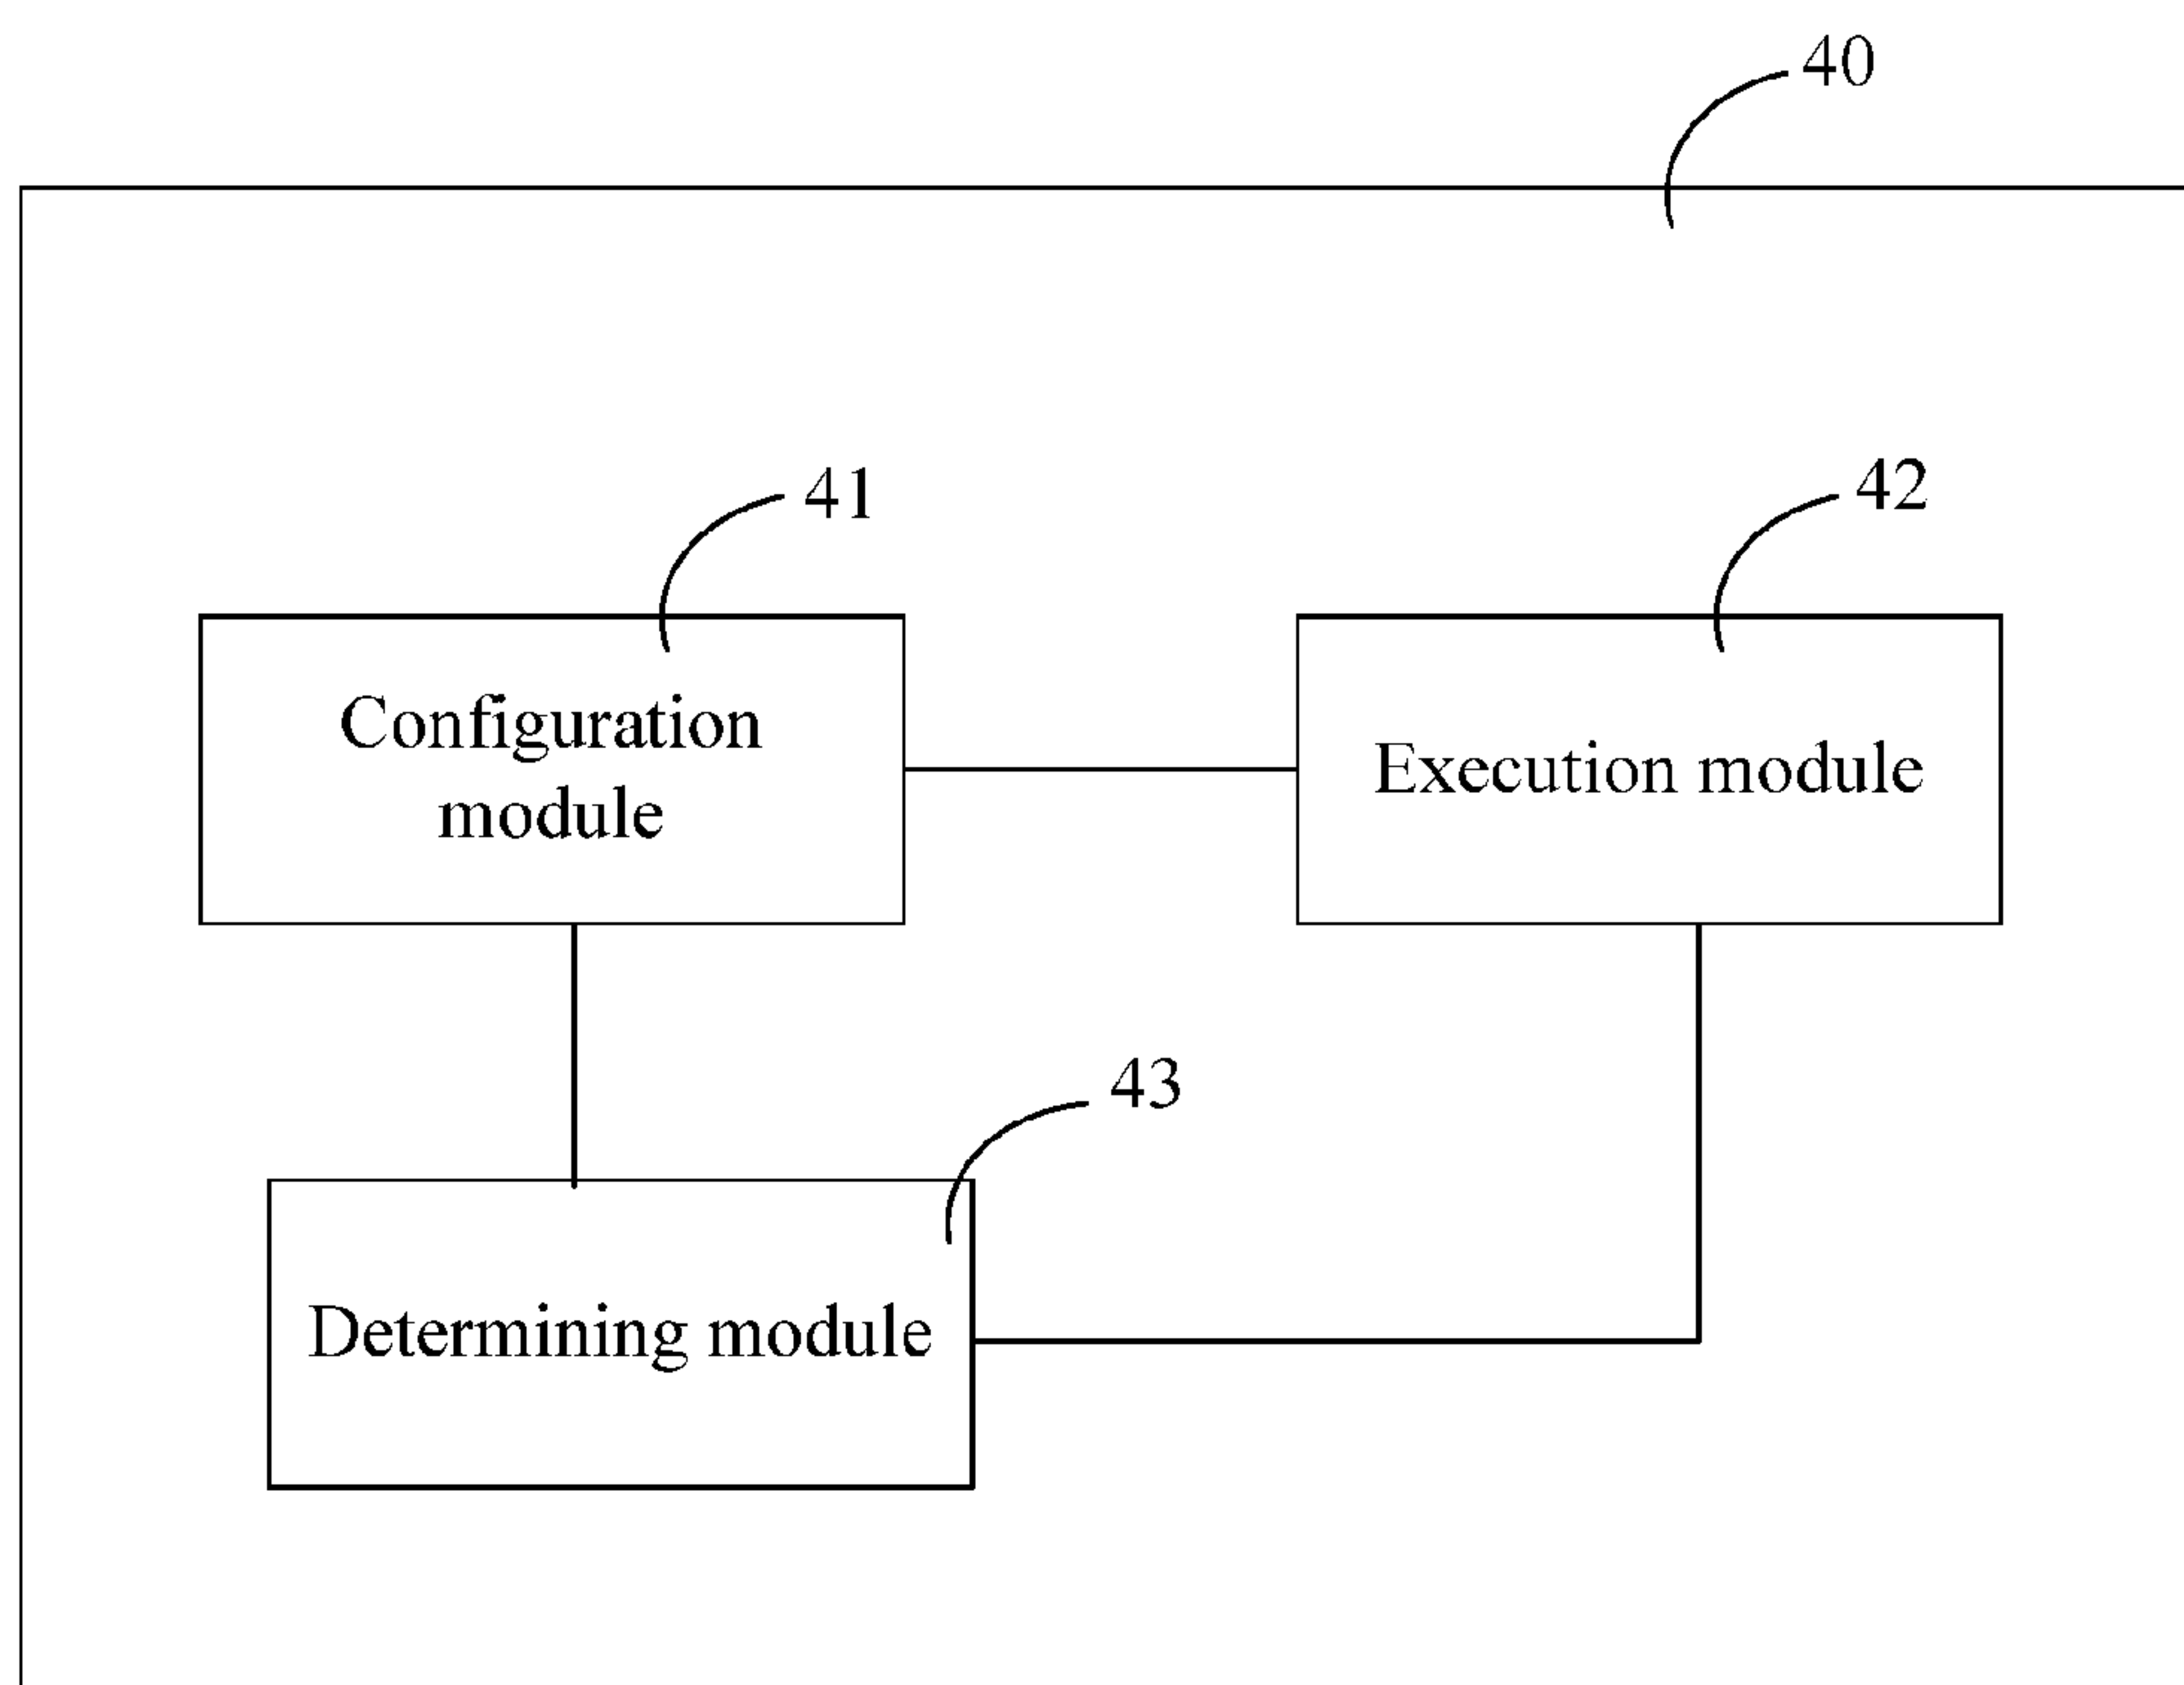 40
41
42
Configuration
module
Execution module
43
Determining module